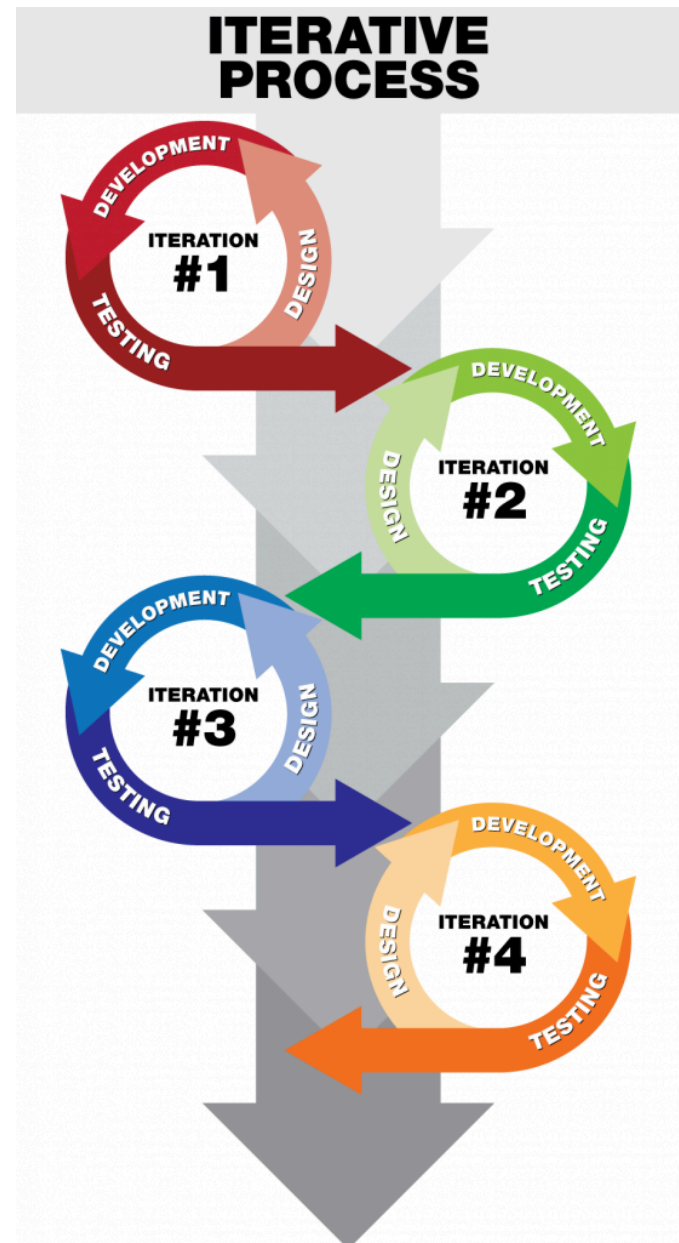 ITERATIVE
PROCESS
DEVELOPMENT
ITERATION
#1
DESIGN
TESTING
DEVELOPMENT
ITERATION
#2
DESIGN
TESTING
DEVELOPMENT
ITERATION
#3
DESIGN
TESTING
DEVELOPMENT
ITERATION
#4
DESIGN
TESTING